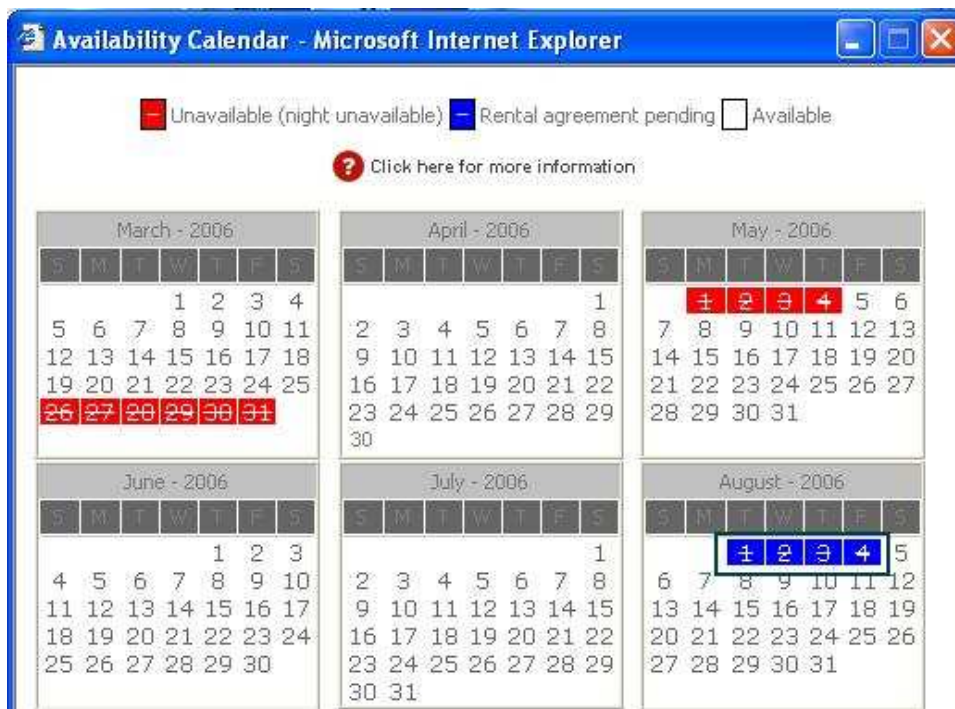 Availability Calendar - Microsoft Internet Explorer
Unavailable (night unavailable) Rental agreement pending Available
? Click here for more information
March - 2006
S M T W T F S
1 2 3 4
5 6 7 8 9 10 11
12 13 14 15 16 17 18
19 20 21 22 23 24 25
26 27 28 29 30 31
April - 2006
S M T W T F S
1
2 3 4 5 6 7 8
9 10 11 12 13 14 15
16 17 18 19 20 21 22
23 24 25 26 27 28 29
30
May - 2006
S M T W T F S
1 2 3 4 5 6
7 8 9 10 11 12 13
14 15 16 17 18 19 20
21 22 23 24 25 26 27
28 29 30 31
June - 2006
S M T W T F S
1 2 3
4 5 6 7 8 9 10
11 12 13 14 15 16 17
18 19 20 21 22 23 24
25 26 27 28 29 30
July - 2006
S M T W T F S
1
2 3 4 5 6 7 8
9 10 11 12 13 14 15
16 17 18 19 20 21 22
23 24 25 26 27 28 29
30 31
August - 2006
S M T W T F S
1 2 3 4 5
6 7 8 9 10 11 12
13 14 15 16 17 18 19
20 21 22 23 24 25 26
27 28 29 30 31